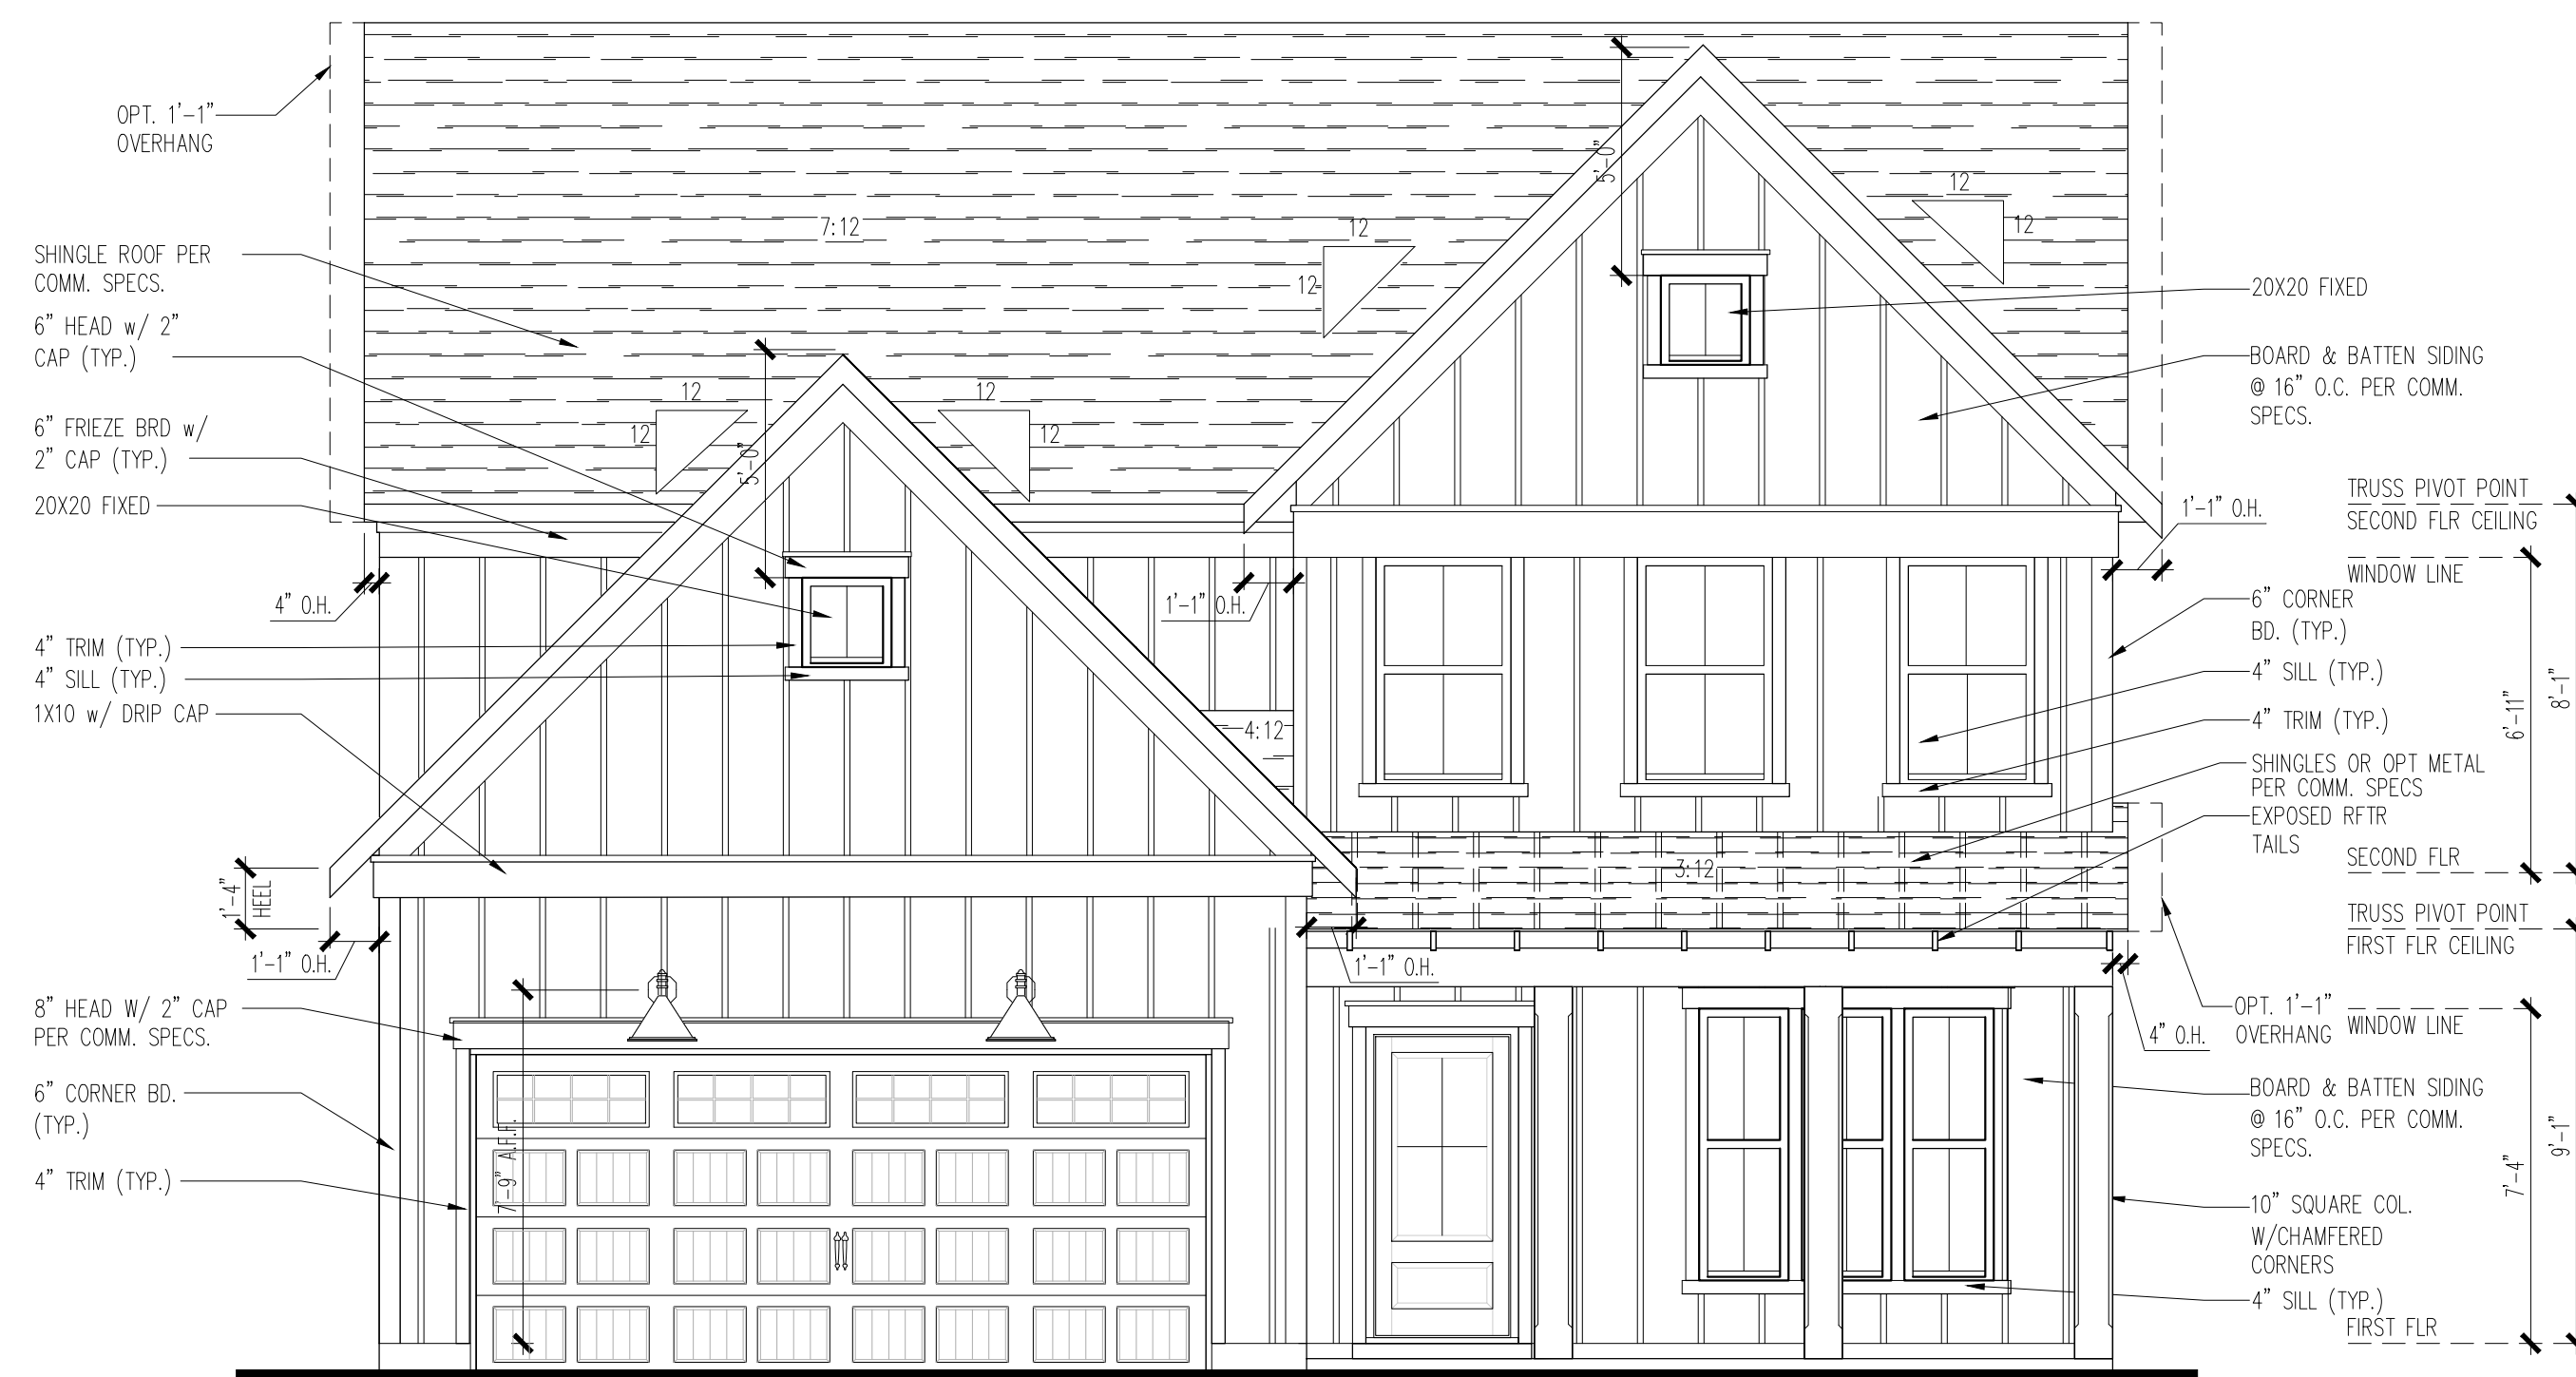 OPT. 1'-1"
OVERHANG
SHINGLE ROOF PER
COMM. SPECS.
6" HEAD w/ 2"
CAP (TYP.)
6" FRIEZE BRD w/
2" CAP (TYP.)
20X20 FIXED
4" O.H.
4" TRIM (TYP.)
4" SILL (TYP.)
1X10 w/ DRIP CAP
1'-4"
HEEL
1'-1" O.H.
8" HEAD W/ 2" CAP
PER COMM. SPECS.
6" CORNER BD.
(TYP.)
4" TRIM (TYP.)
7:12
12
12
12
12
5'-0"
7'-9" A.F.F.
5'-0"
12
12
12
12
1'-1" O.H.
4:12
3:12
1'-1" O.H.
20X20 FIXED
BOARD & BATTEN SIDING
@ 16" O.C. PER COMM.
SPECS.
1'-1" O.H.
TRUSS PIVOT POINT
SECOND FLR CEILING
WINDOW LINE
6" CORNER
BD. (TYP.)
4" SILL (TYP.)
4" TRIM (TYP.)
SHINGLES OR OPT METAL
PER COMM. SPECS
EXPOSED RFTR
TAILS
6'-11"
8'-1"
SECOND FLR
TRUSS PIVOT POINT
FIRST FLR CEILING
OPT. 1'-1"
OVERHANG
4" O.H.
WINDOW LINE
BOARD & BATTEN SIDING
@ 16" O.C. PER COMM.
SPECS.
7'-4"
9'-1"
10" SQUARE COL.
W/CHAMFERED
CORNERS
4" SILL (TYP.)
FIRST FLR